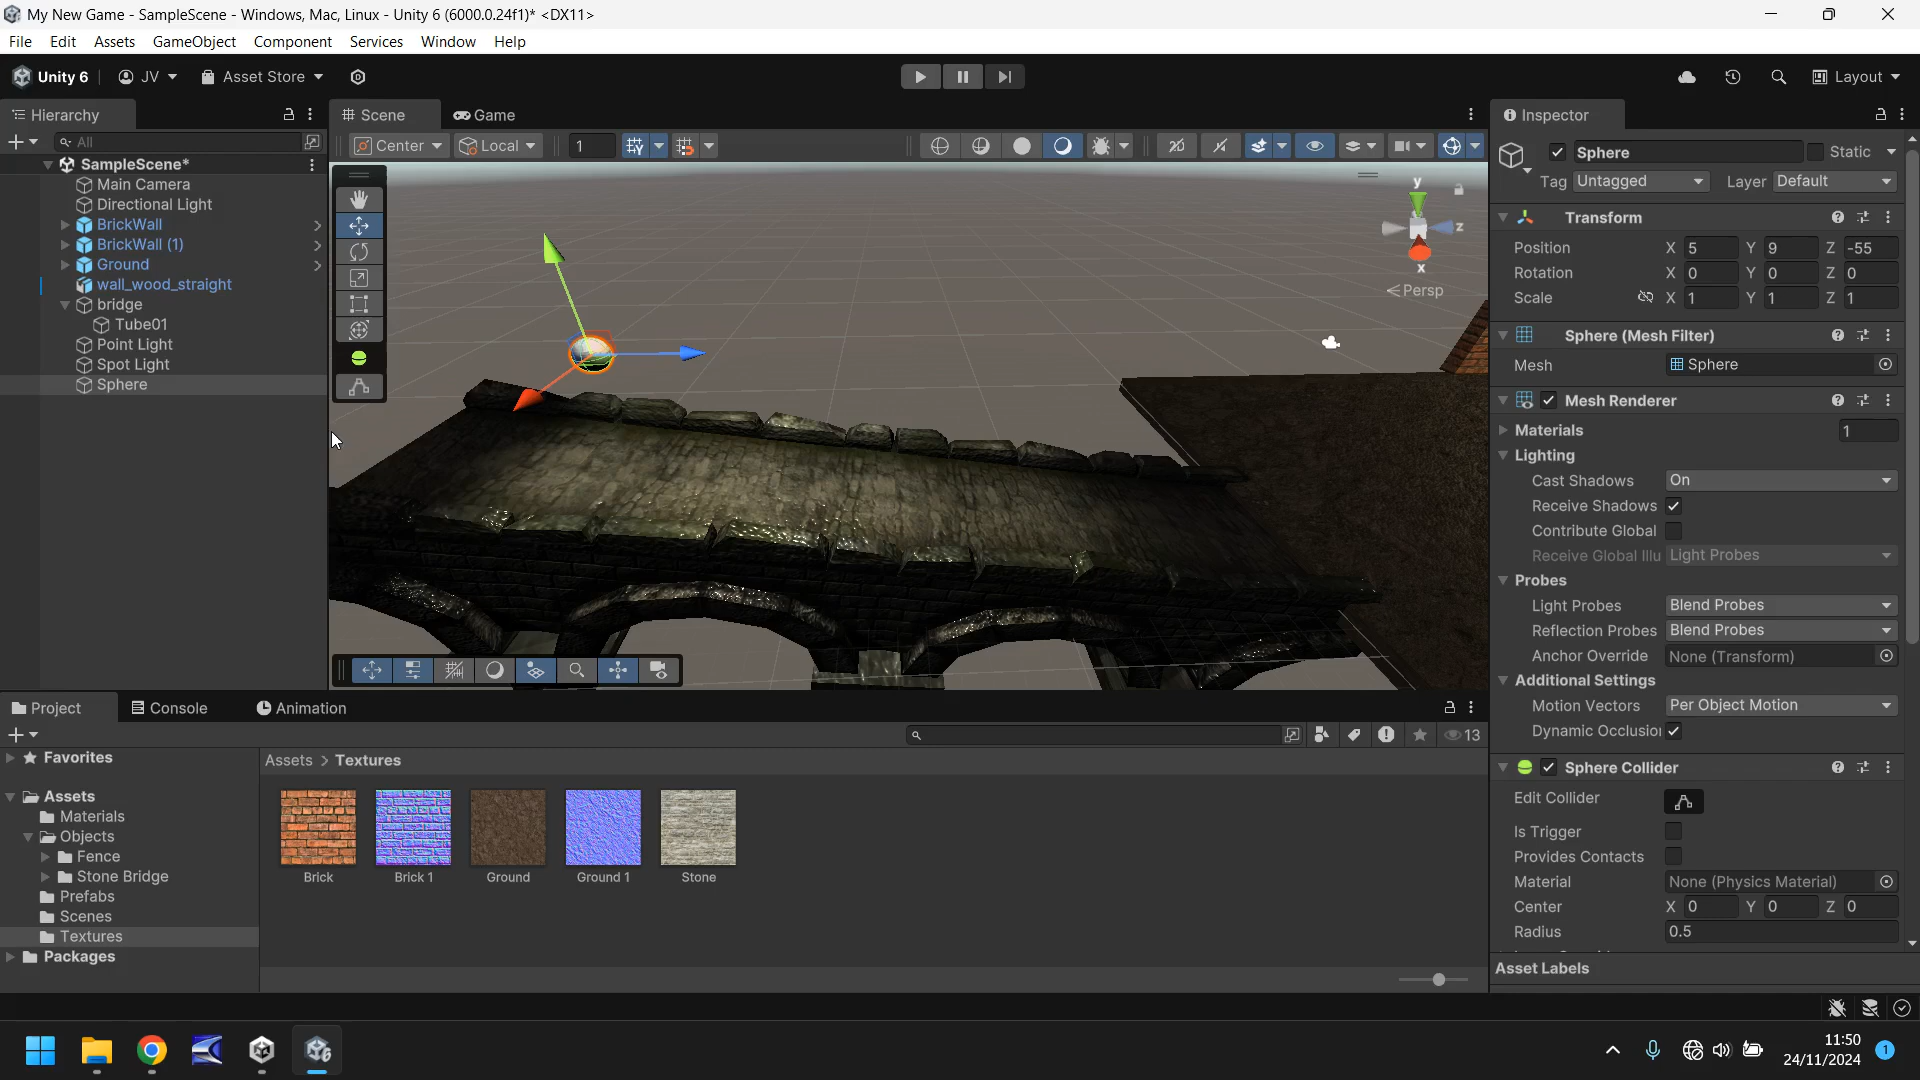 My New Game - SampleScene - Windows, Mac, Linux - Unity 6 (6000.0.24f1)* <DX11>
File Edit Assets GameObject Component Services Window Help
Unity 6 JV Asset Store Layout
Hierarchy Scene Game Inspector
All Center Local 1
SampleScene*
Main Camera
Directional Light
BrickWall
BrickWall (1)
Ground
wall_wood_straight
bridge
Tube01
Point Light
Spot Light
Sphere
y
z
x
Persp
Sphere Static
Tag Untagged Layer Default
Transform
Position X 5 Y 9 Z -55
Rotation X 0 Y 0 Z 0
Scale X 1 Y 1 Z 1
Sphere (Mesh Filter)
Mesh Sphere
Mesh Renderer
Materials 1
Lighting
Cast Shadows On
Receive Shadows
Contribute Global
Receive Global Illu Light Probes
Probes
Light Probes Blend Probes
Reflection Probes Blend Probes
Anchor Override None (Transform)
Additional Settings
Motion Vectors Per Object Motion
Dynamic Occlusio
Sphere Collider
Edit Collider
Is Trigger
Provides Contacts
Material None (Physics Material)
Center X 0 Y 0 Z 0
Radius 0.5
Asset Labels
Project Console Animation
13
Favorites
Assets
Materials
Objects
Fence
Stone Bridge
Prefabs
Scenes
Textures
Packages
Assets > Textures
Brick Brick 1 Ground Ground 1 Stone
11:50
24/11/2024
1